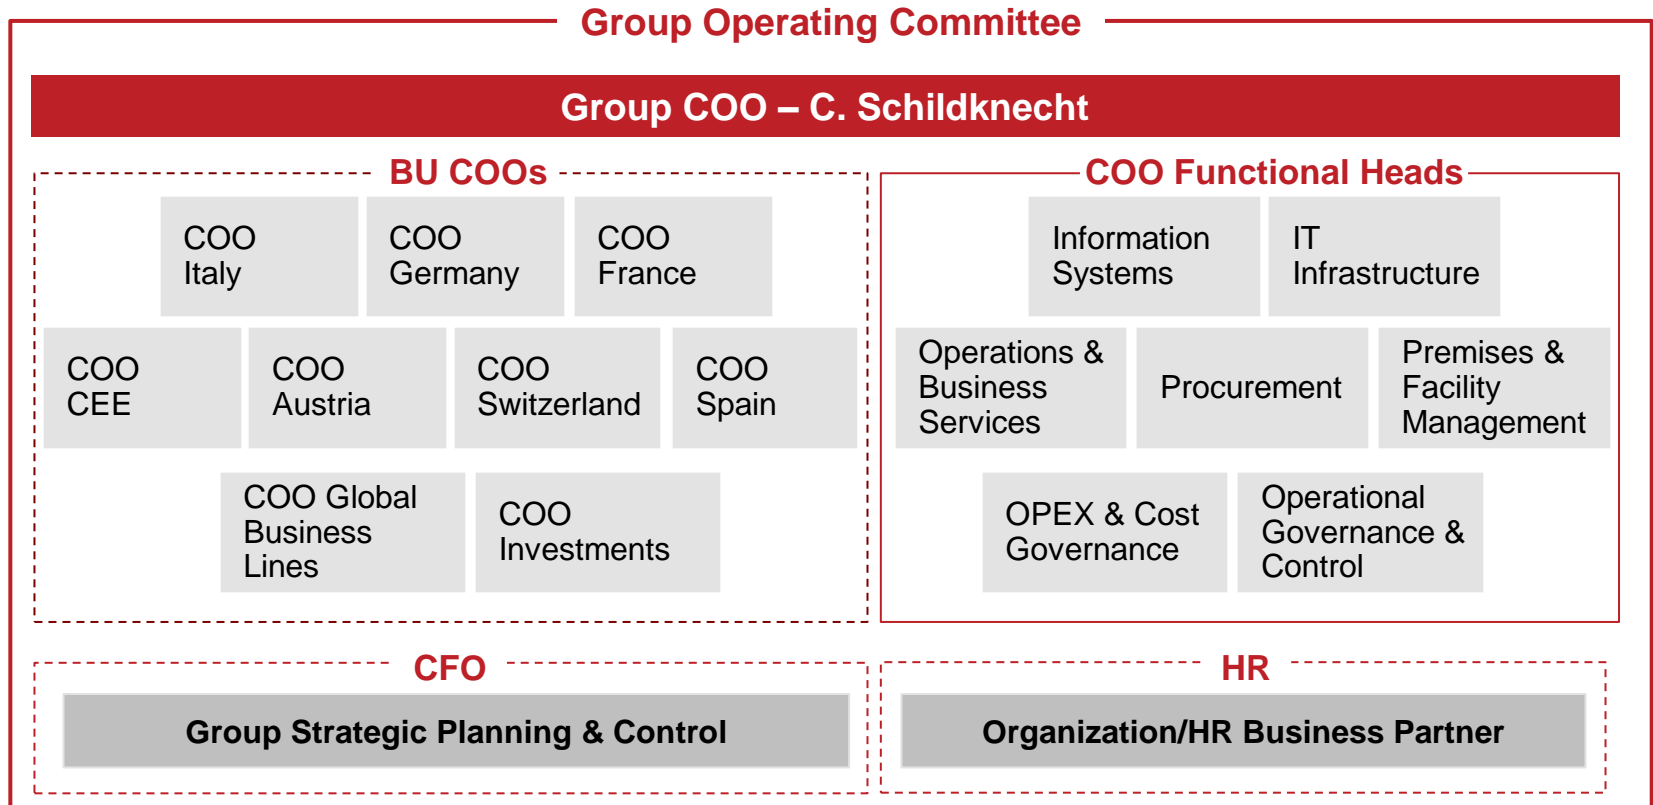 Group Operating Committee
Group COO – C. Schildknecht
BU COOs
COO
Italy
COO
Germany
COO
France
COO
CEE
COO
Austria
COO
Switzerland
COO
Spain
COO Global
Business
Lines
COO
Investments
COO Functional Heads
Information
Systems
IT
Infrastructure
Operations &
Business
Services
Procurement
Premises &
Facility
Management
OPEX & Cost
Governance
Operational
Governance &
Control
CFO
Group Strategic Planning & Control
HR
Organization/HR Business Partner